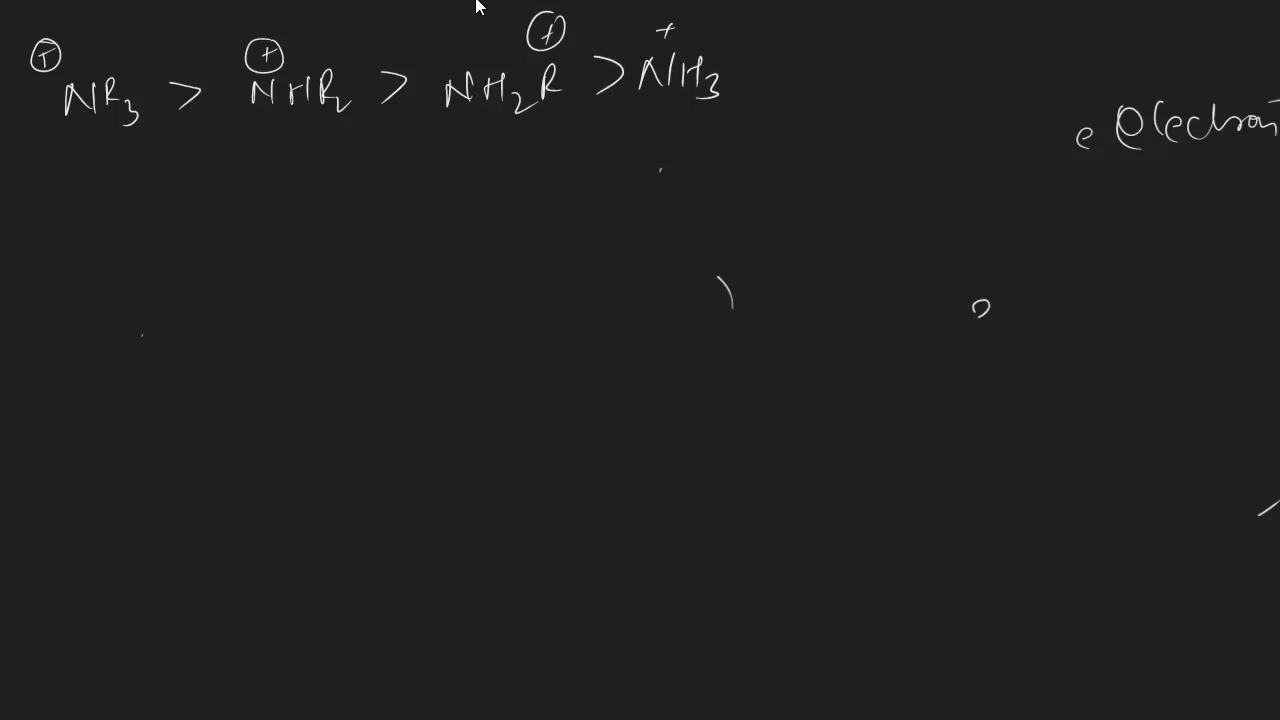 ⊕NR3 > ⊕NHR2 > NH2R⊕ > +NH3
e electron